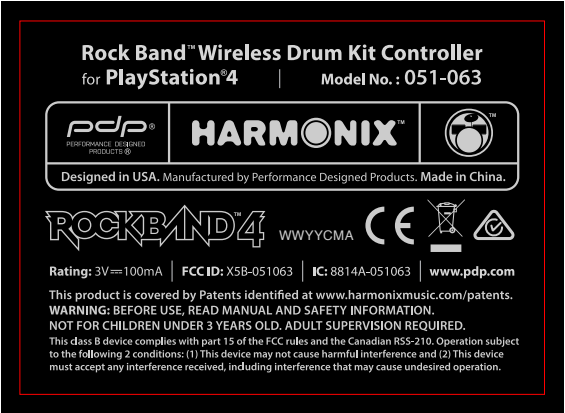 Rock Band™ Wireless Drum Kit Controller
for PlayStation®4 | Model No. : 051-063
pdp® HARMONIX™ ™
PERFORMANCE DESIGNED
PRODUCTS ®
Designed in USA. Manufactured by Performance Designed Products. Made in China.
ROCKBAND™4 WWYYCMA CE
Rating: 3V⎓100mA | FCC ID: X5B-051063 | IC: 8814A-051063 | www.pdp.com
This product is covered by Patents identified at www.harmonixmusic.com/patents.
WARNING: BEFORE USE, READ MANUAL AND SAFETY INFORMATION.
NOT FOR CHILDREN UNDER 3 YEARS OLD. ADULT SUPERVISION REQUIRED.
This class B device complies with part 15 of the FCC rules and the Canadian RSS-210. Operation subject
to the following 2 conditions: (1) This device may not cause harmful interference and (2) This device
must accept any interference received, including interference that may cause undesired operation.